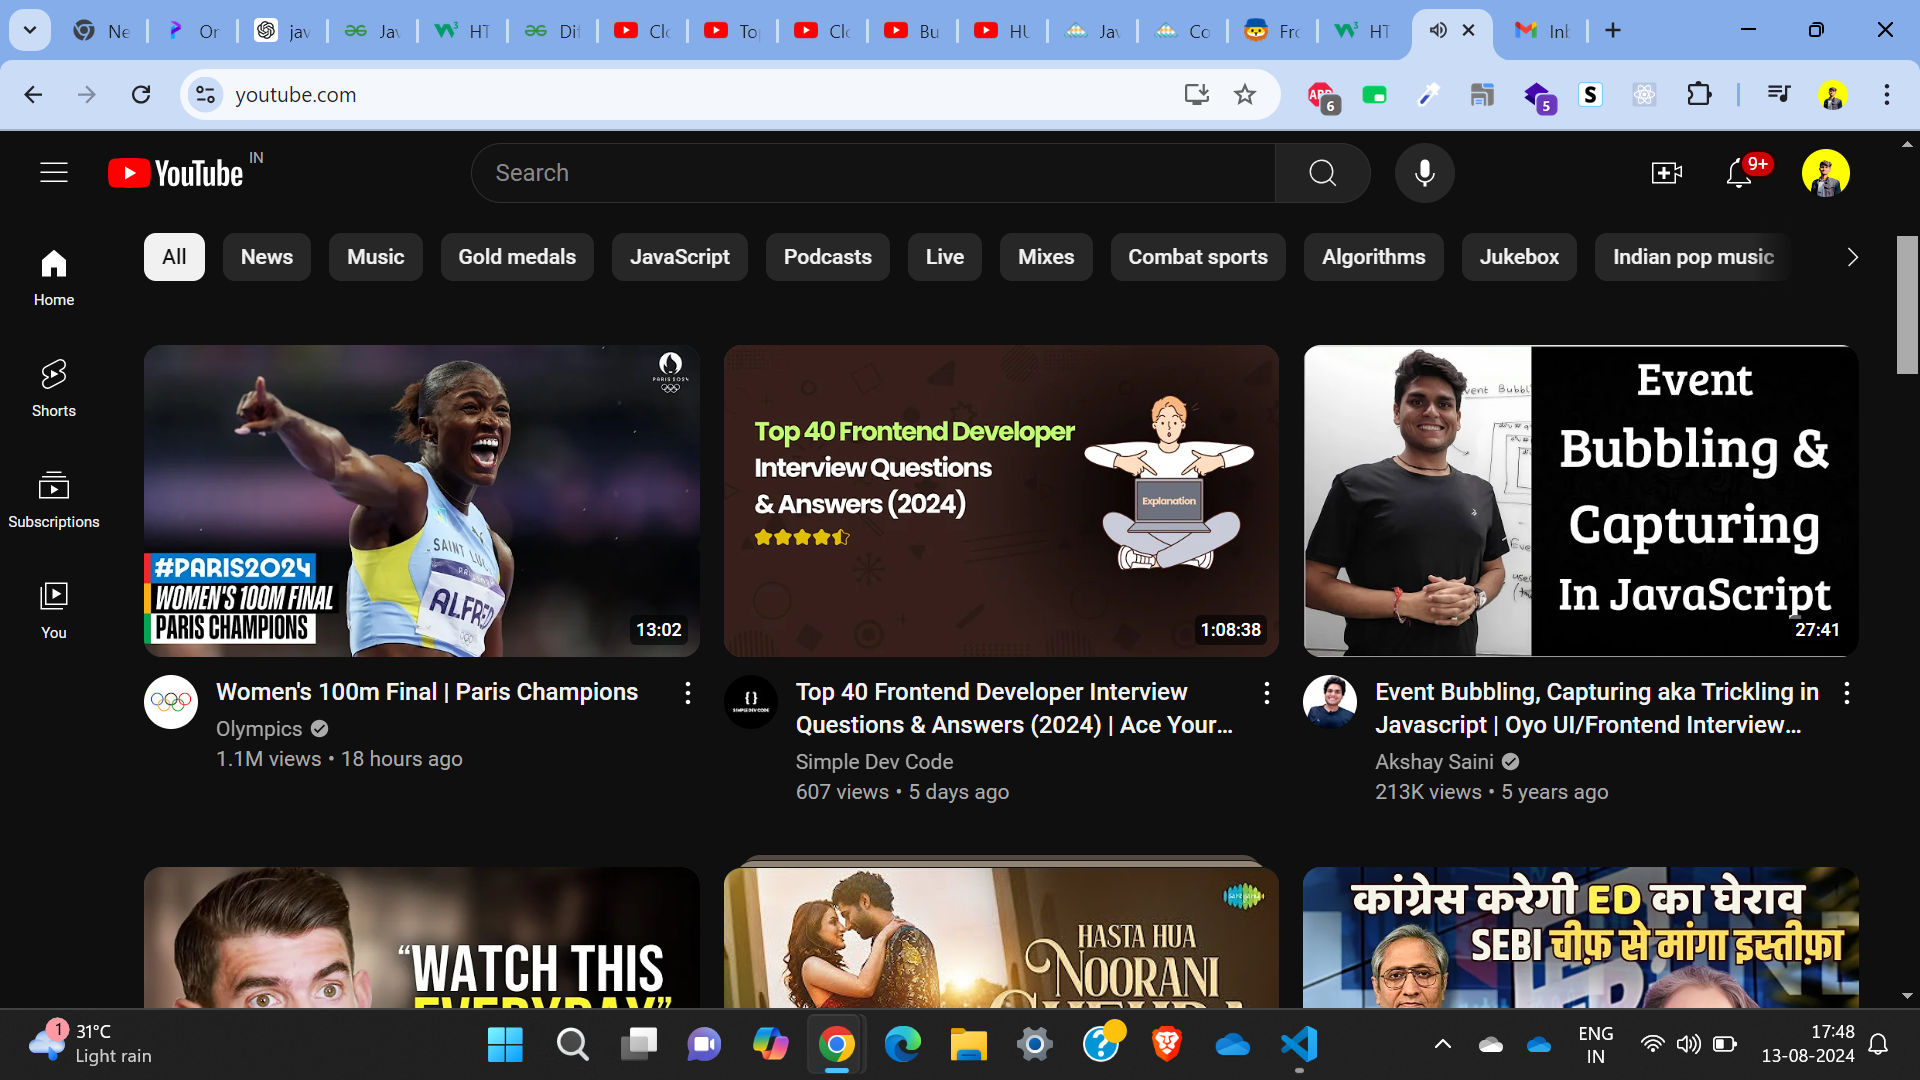 Ne
Or
jav
Jav
HT
Dif
Clo
Top
Clo
Bu
HU
Jav
Co
Fro
HT
Inb
youtube.com
6
5
YouTube
IN
Search
9+
All
News
Music
Gold medals
JavaScript
Podcasts
Live
Mixes
Combat sports
Algorithms
Jukebox
Indian pop music
Home
Shorts
Subscriptions
You
PARIS 2024
SAINT LUC
ALFRED
#PARIS2024
WOMEN'S 100M FINAL
PARIS CHAMPIONS
13:02
Top 40 Frontend Developer
Interview Questions
& Answers (2024)
Explanation
1:08:38
Event
Bubbling &
Capturing
In JavaScript
27:41
Women's 100m Final | Paris Champions
Olympics
1.1M views • 18 hours ago
{ }
SIMPLE DEV CODE
Top 40 Frontend Developer Interview
Questions & Answers (2024) | Ace Your...
Simple Dev Code
607 views • 5 days ago
Event Bubbling, Capturing aka Trickling in
Javascript | Oyo UI/Frontend Interview...
Akshay Saini
213K views • 5 years ago
“WATCH THIS
EVERYDAY”
HASTA HUA
NOORANI
CHEHRA
कांग्रेस करेगी ED का घेराव
SEBI चीफ़ से मांगा इस्तीफ़ा
1
31°C
Light rain
ENG
IN
17:48
13-08-2024